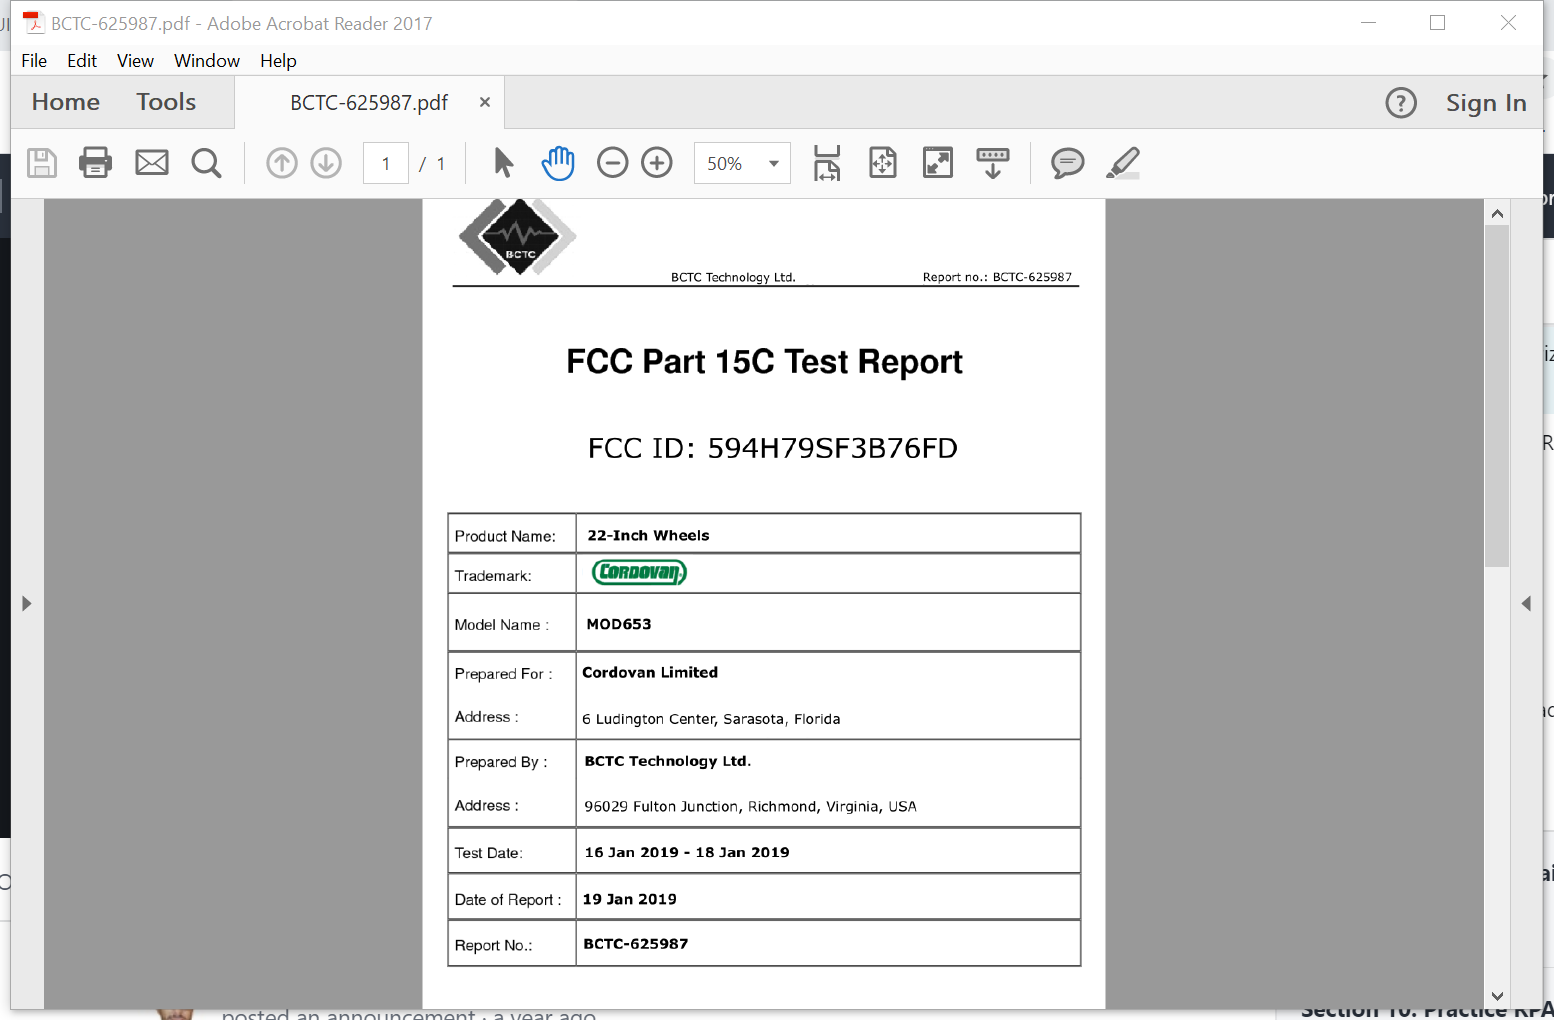 BCTC-625987.pdf - Adobe Acrobat Reader 2017
File Edit View Window Help
Home Tools BCTC-625987.pdf × ? Sign In
1 / 1 50%
BCTC
BCTC Technology Ltd. Report no.: BCTC-625987
FCC Part 15C Test Report
FCC ID: 594H79SF3B76FD
Product Name: 22-Inch Wheels
Trademark: CORDOVAN
Model Name : MOD653
Prepared For : Cordovan Limited
Address : 6 Ludington Center, Sarasota, Florida
Prepared By : BCTC Technology Ltd.
Address : 96029 Fulton Junction, Richmond, Virginia, USA
Test Date: 16 Jan 2019 - 18 Jan 2019
Date of Report : 19 Jan 2019
Report No.: BCTC-625987
posted an announcement · a year ago
Section 10: Practice RPA